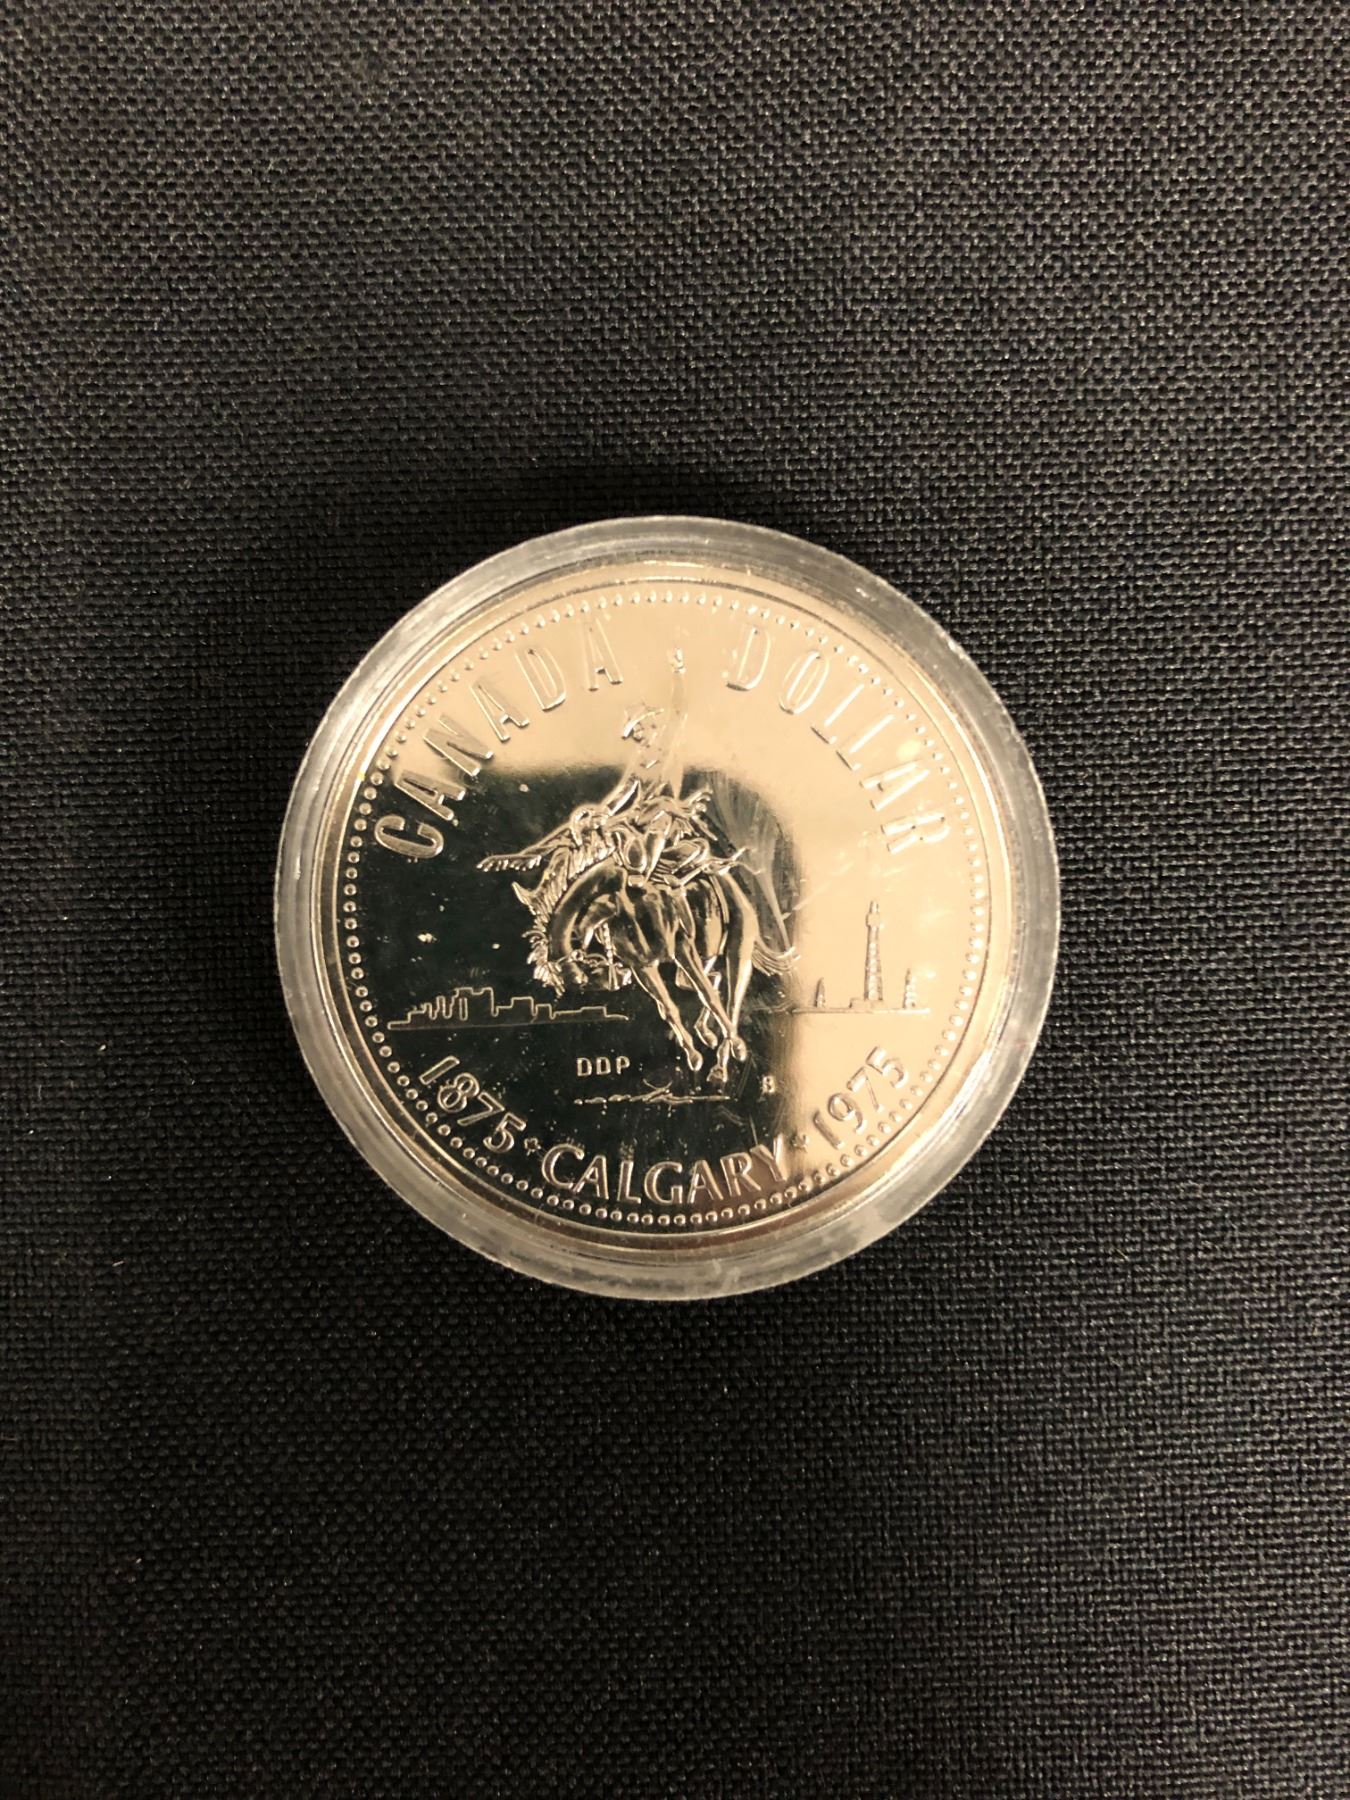 CANADA DOLLAR
DDP
B
1875 CALGARY 1975